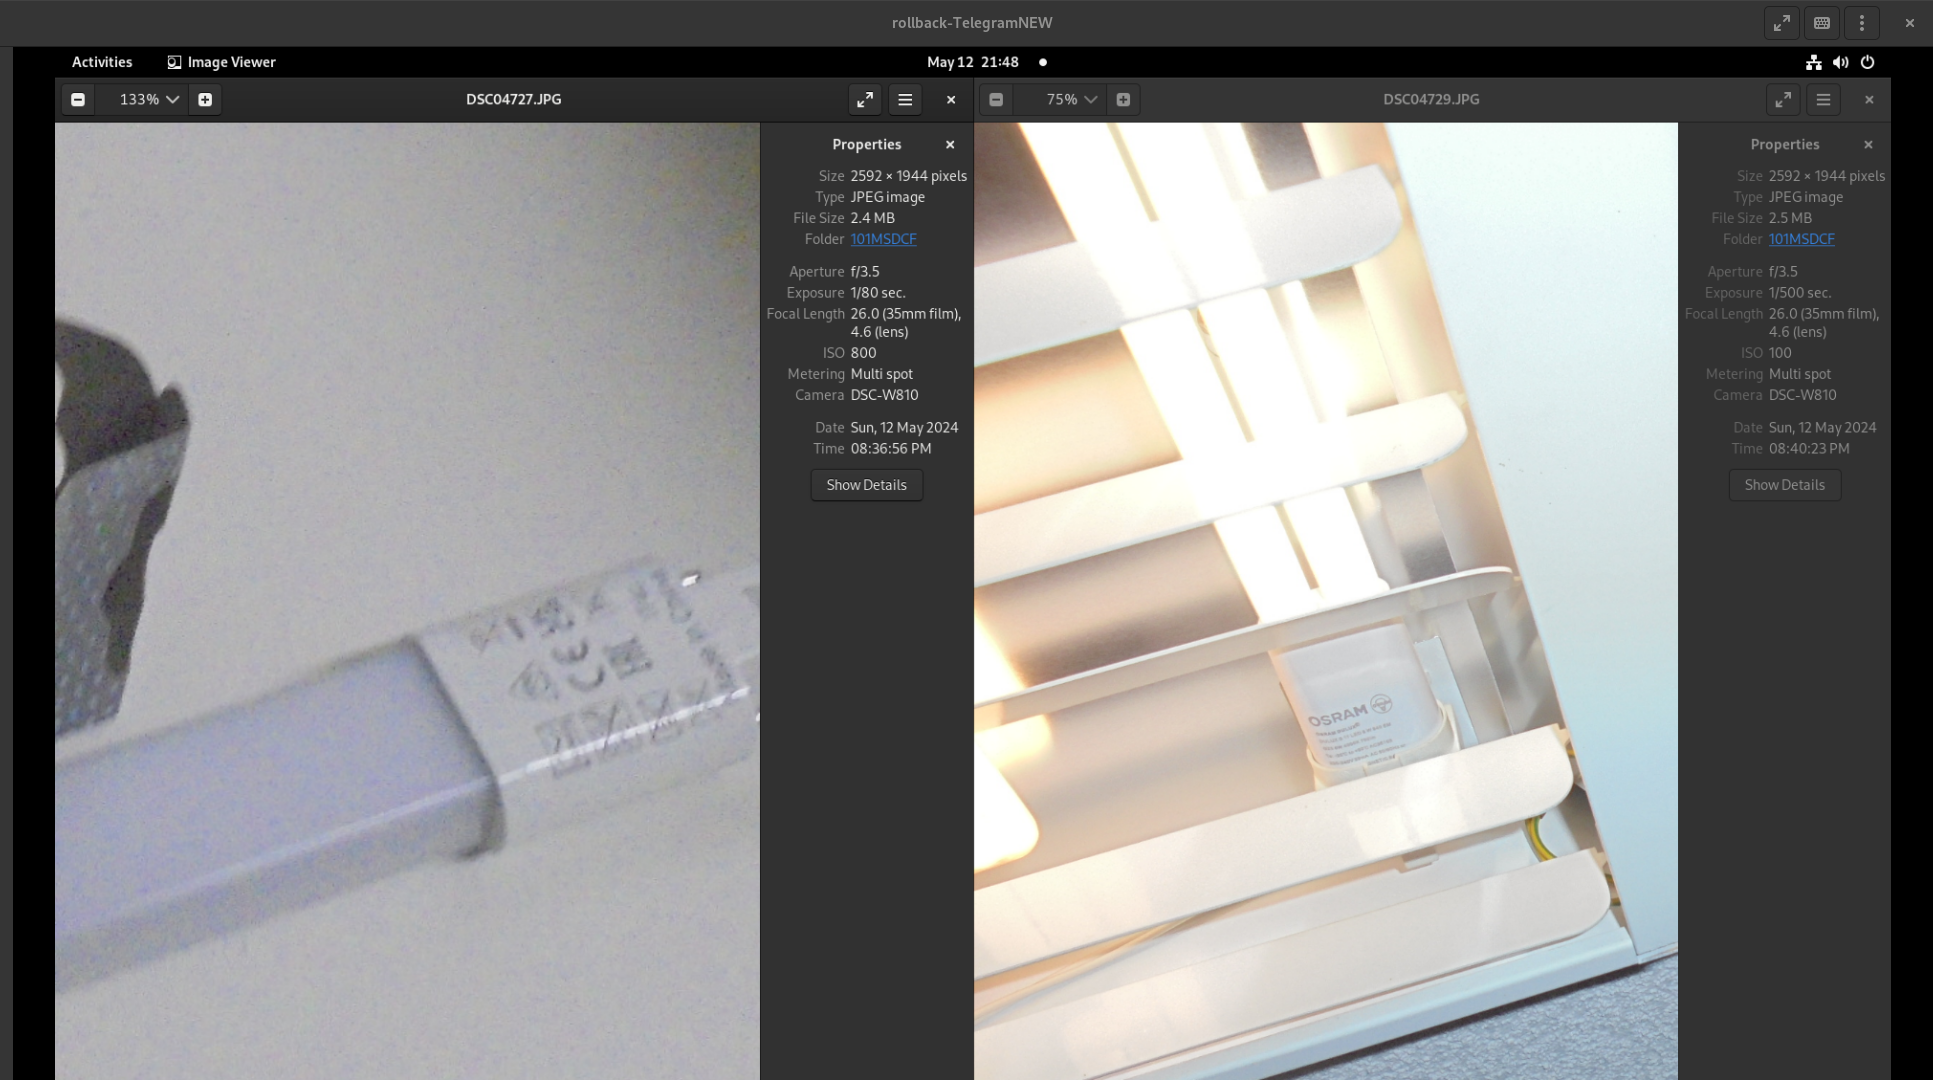 rollback-TelegramNEW
Activities
Image Viewer
May 12 21:48
133%
DSC04727.JPG
75%
DSC04729.JPG
Properties
Size 2592 × 1944 pixels
Type JPEG image
File Size 2.4 MB
Folder 101MSDCF
Aperture f/3.5
Exposure 1/80 sec.
Focal Length 26.0 (35mm film),
4.6 (lens)
ISO 800
Metering Multi spot
Camera DSC-W810
Date Sun, 12 May 2024
Time 08:36:56 PM
Show Details
CE
OSRAM
Properties
Size 2592 × 1944 pixels
Type JPEG image
File Size 2.5 MB
Folder 101MSDCF
Aperture f/3.5
Exposure 1/500 sec.
Focal Length 26.0 (35mm film),
4.6 (lens)
ISO 100
Metering Multi spot
Camera DSC-W810
Date Sun, 12 May 2024
Time 08:40:23 PM
Show Details